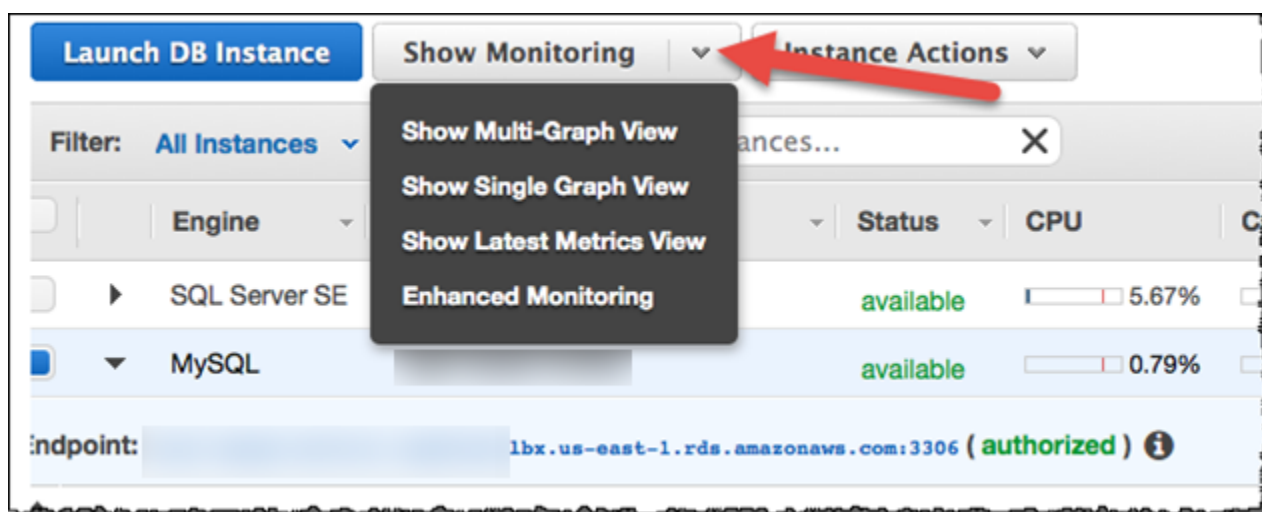 Launch DB Instance Show Monitoring Instance Actions
Show Multi-Graph View
Filter: All Instances ances...
Show Single Graph View
Engine Status CPU
Show Latest Metrics View
SQL Server SE Enhanced Monitoring available 5.67%
MySQL available 0.79%
Endpoint: lbx.us-east-1.rds.amazonaws.com:3306 ( authorized )